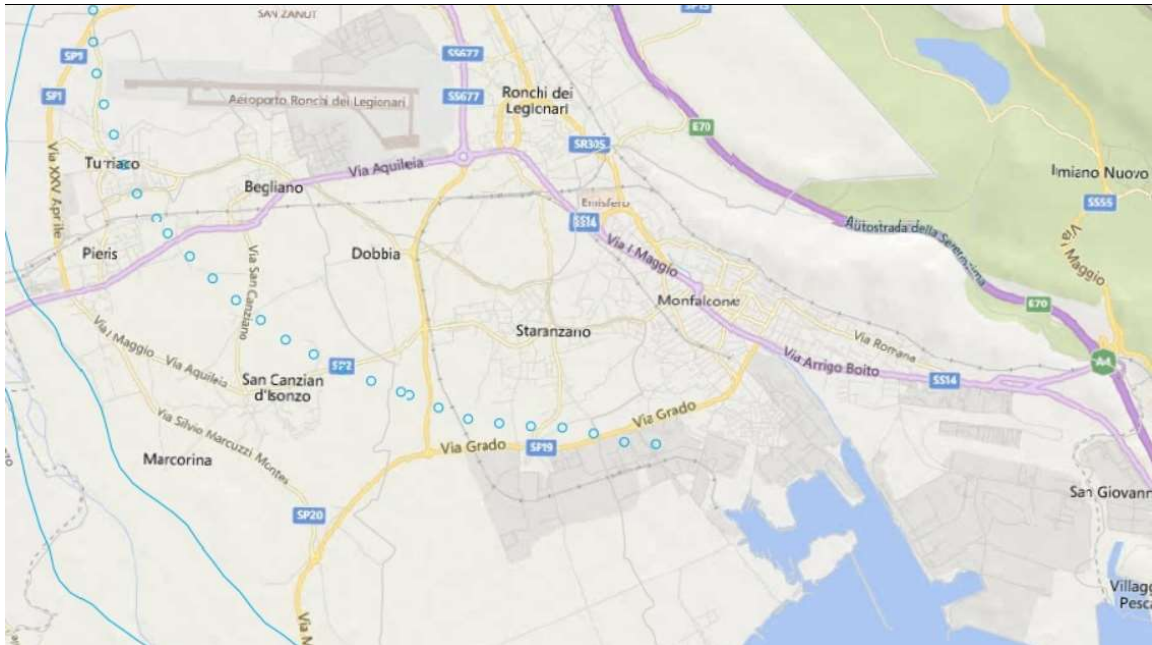 SAN ZANUT
SP1
SS677
SP1
SS677
Aeroporto Ronchi dei Legionari
Ronchi dei
Legionari
E70
SR305
Via XXV Aprile
Turriaco
Via Aquileia
Begliano
Emisfero
SS14
Imiano Nuovo
SS55
Via I Maggio
Autostrada della Serenissima
Pieris
Via San Canziano
Dobbia
Via I Maggio
Monfalcone
E70
Staranzano
Via Romana
Via I Maggio
Via Aquileia
SP2
Via Arrigo Boito
A4
SS14
San Canzian
d'Isonzo
Via Silvio Marcuzzi Montes
Via Grado
SP19
Via Grado
Marcorina
San Giovann
SP20
Villagg
Pesca
Via M